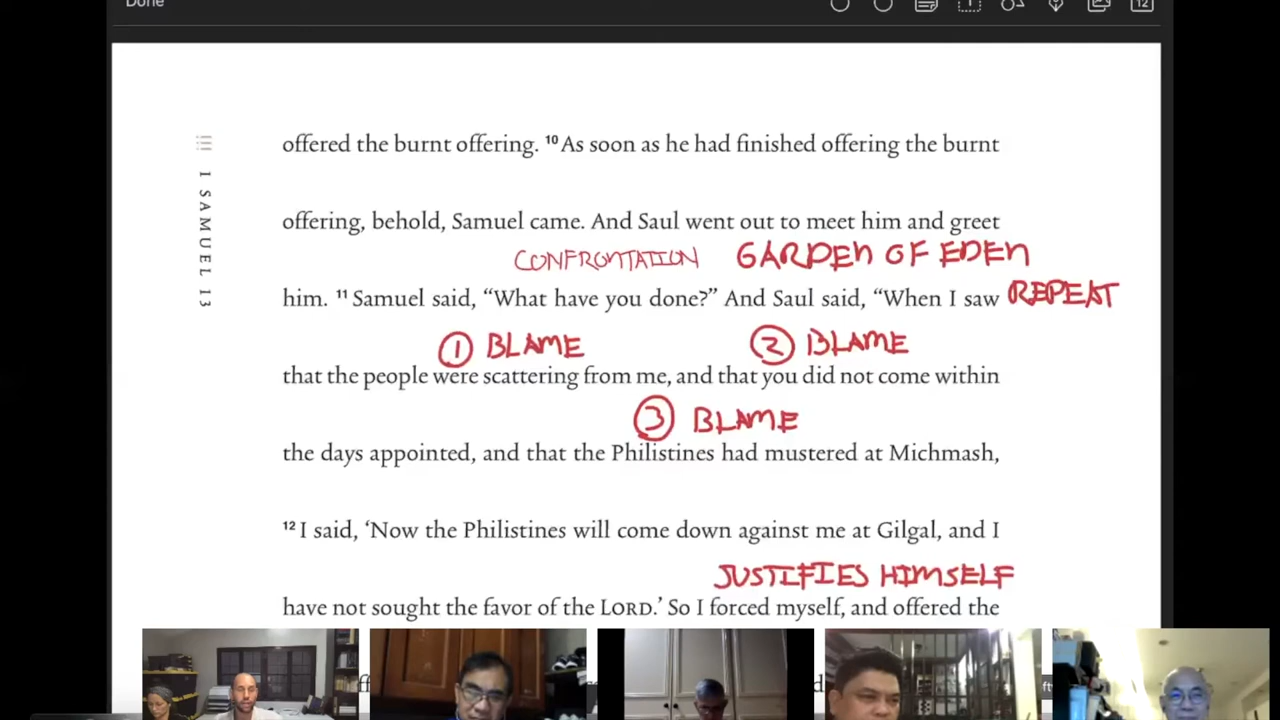 Done
12
I SAMUEL 13
offered the burnt offering. 10 As soon as he had finished offering the burnt
offering, behold, Samuel came. And Saul went out to meet him and greet
CONFRONTATION GARDEN OF EDEN
him. 11 Samuel said, “What have you done?” And Saul said, “When I saw REPEAT
1 BLAME 2 BLAME
that the people were scattering from me, and that you did not come within
3 BLAME
the days appointed, and that the Philistines had mustered at Michmash,
12 I said, ‘Now the Philistines will come down against me at Gilgal, and I
JUSTIFIES HIMSELF
have not sought the favor of the LORD.’ So I forced myself, and offered the